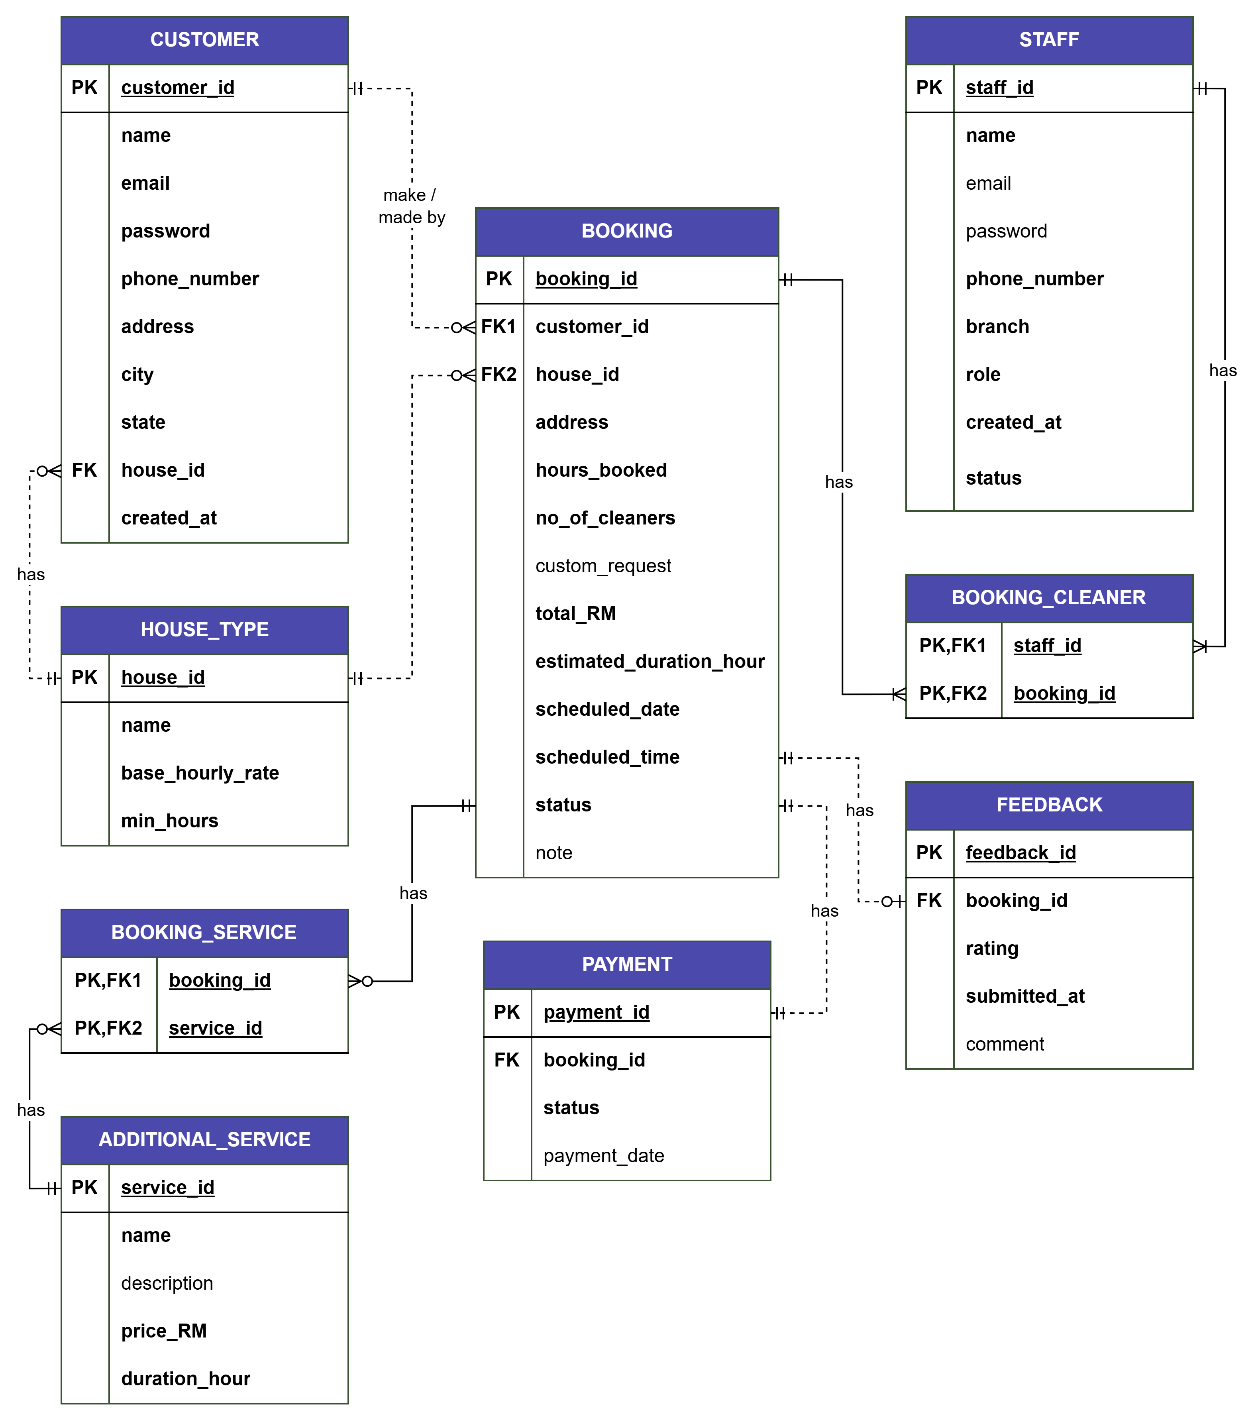 CUSTOMER
PK customer_id
name
email
password
phone_number
address
city
state
FK house_id
created_at
has
make /
made by
HOUSE_TYPE
PK house_id
name
base_hourly_rate
min_hours
BOOKING_SERVICE
PK,FK1 booking_id
PK,FK2 service_id
has
has
ADDITIONAL_SERVICE
PK service_id
name
description
price_RM
duration_hour
BOOKING
PK booking_id
FK1 customer_id
FK2 house_id
address
hours_booked
no_of_cleaners
custom_request
total_RM
estimated_duration_hour
scheduled_date
scheduled_time
status
note
has
has
has
PAYMENT
PK payment_id
FK booking_id
status
payment_date
STAFF
PK staff_id
name
email
password
phone_number
branch
role
created_at
status
has
BOOKING_CLEANER
PK,FK1 staff_id
PK,FK2 booking_id
FEEDBACK
PK feedback_id
FK booking_id
rating
submitted_at
comment